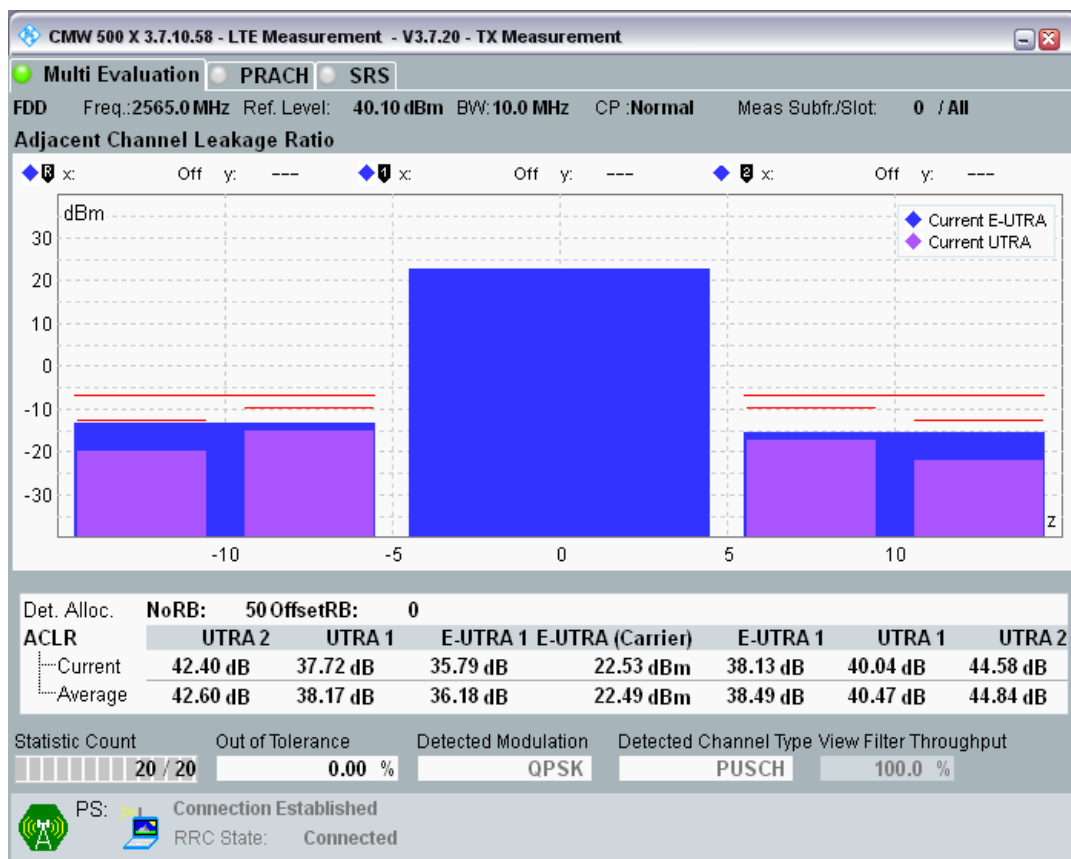 CMW 500 X 3.7.10.58 - LTE Measurement - V3.7.20 - TX Measurement
Multi Evaluation PRACH SRS
FDD Freq.:2565.0 MHz Ref. Level: 40.10 dBm BW: 10.0 MHz CP :Normal Meas Subfr./Slot: 0 / All
Adjacent Channel Leakage Ratio
R x: Off y: --- 1 x: Off y: --- 2 x: Off y: ---
dBm
Current E-UTRA
Current UTRA
30
20
10
0
-10
-20
-30
z
-10 -5 0 5 10
Det. Alloc. NoRB: 50 OffsetRB: 0
ACLR UTRA 2 UTRA 1 E-UTRA 1 E-UTRA (Carrier) E-UTRA 1 UTRA 1 UTRA 2
Current 42.40 dB 37.72 dB 35.79 dB 22.53 dBm 38.13 dB 40.04 dB 44.58 dB
Average 42.60 dB 38.17 dB 36.18 dB 22.49 dBm 38.49 dB 40.47 dB 44.84 dB
Statistic Count Out of Tolerance Detected Modulation Detected Channel Type View Filter Throughput
20 / 20 0.00 % QPSK PUSCH 100.0 %
PS: Connection Established
RRC State: Connected